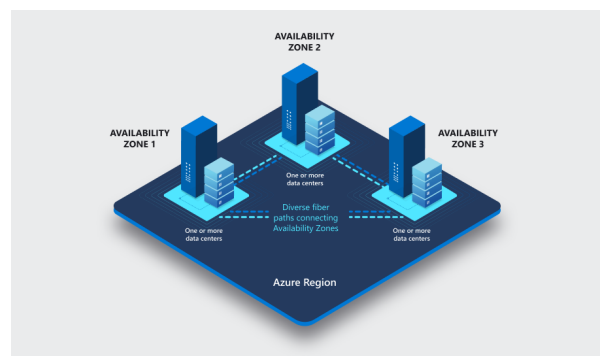 AVAILABILITY
ZONE 2
AVAILABILITY
ZONE 1
AVAILABILITY
ZONE 3
One or more
data centers
Diverse fiber
paths connecting
Availability Zones
One or more
data centers
One or more
data centers
Azure Region